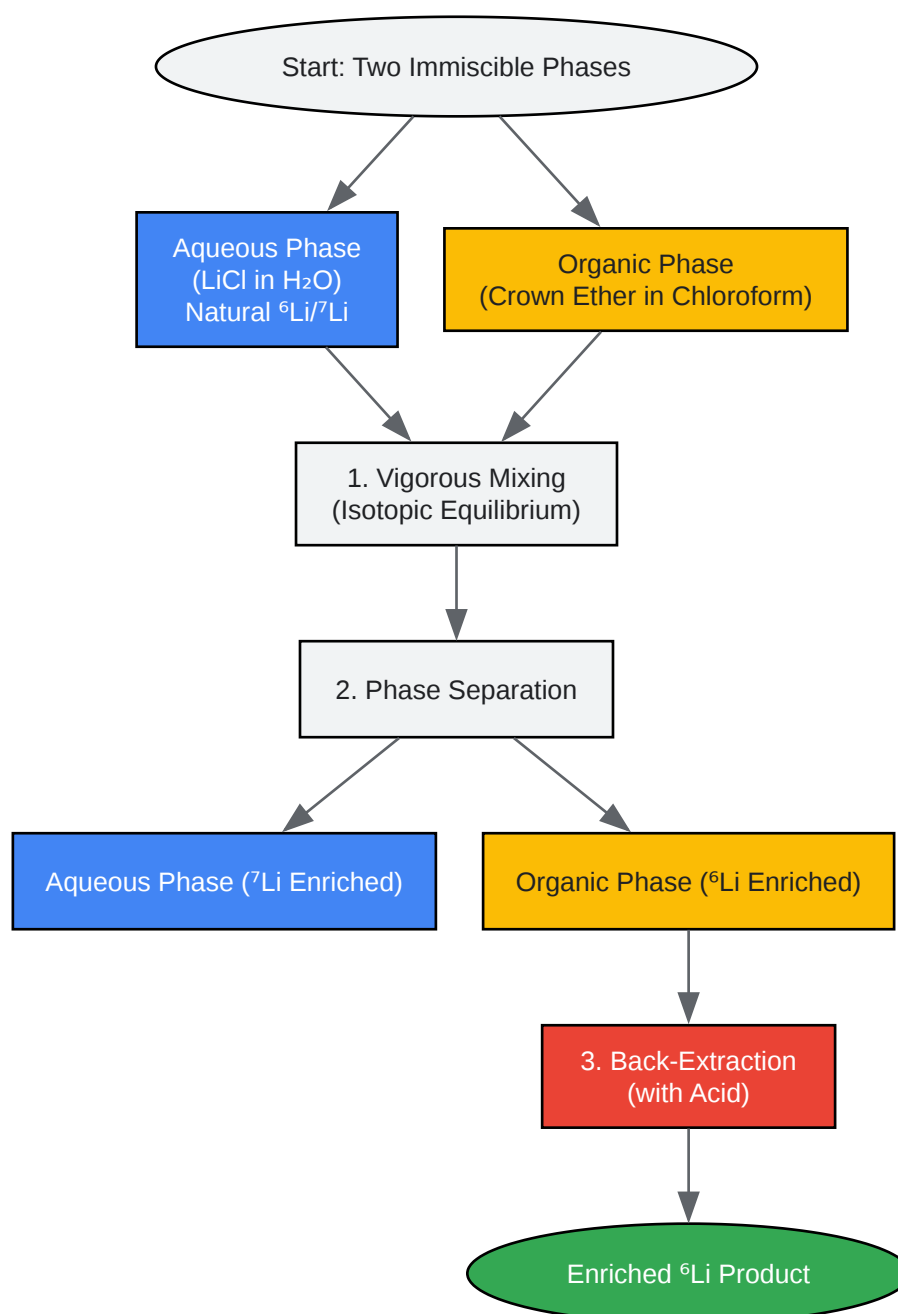 Start: Two Immiscible Phases
Aqueous Phase
(LiCl in H₂O)
Natural ⁶Li/⁷Li
Organic Phase
(Crown Ether in Chloroform)
1. Vigorous Mixing
(Isotopic Equilibrium)
2. Phase Separation
Aqueous Phase (⁷Li Enriched)
Organic Phase (⁶Li Enriched)
3. Back-Extraction
(with Acid)
Enriched ⁶Li Product